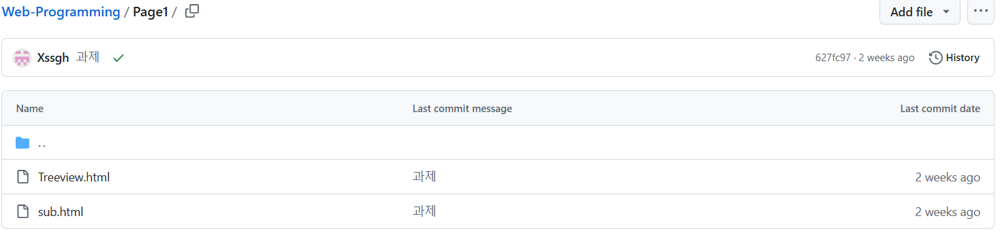 Web-Programming / Page1 /
Add file
Xssgh 과제
627fc97 · 2 weeks ago
History
Name Last commit message Last commit date
..
Treeview.html 과제 2 weeks ago
sub.html 과제 2 weeks ago